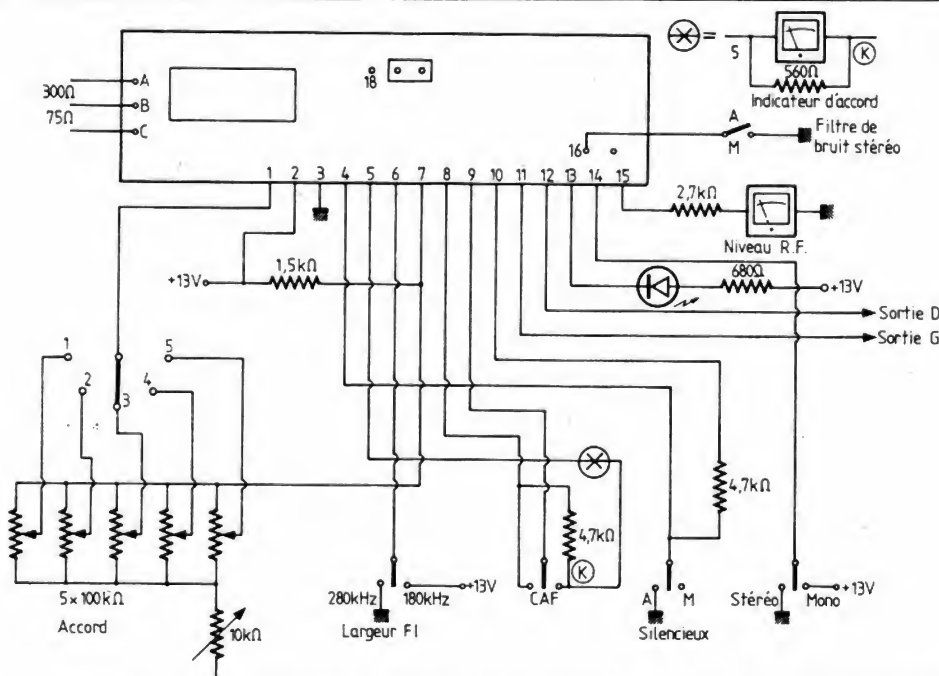 300Ω
75Ω
A
B
C
18
16
1 2 3 4 5 6 7 8 9 10 11 12 13 14 15
= S K
560Ω
Indicateur d'accord
A
M
Filtre de
bruit stéréo
2,7kΩ
Niveau R.F.
1,5kΩ
+13V
680Ω
+13V
Sortie D
Sortie G
1
2
3
4
5
4,7kΩ
4,7kΩ
K
5×100kΩ
Accord
10kΩ
280kHz
180kHz
+13V
Largeur FI
CAF
A
M
Silencieux
Stéréo
Mono
+13V